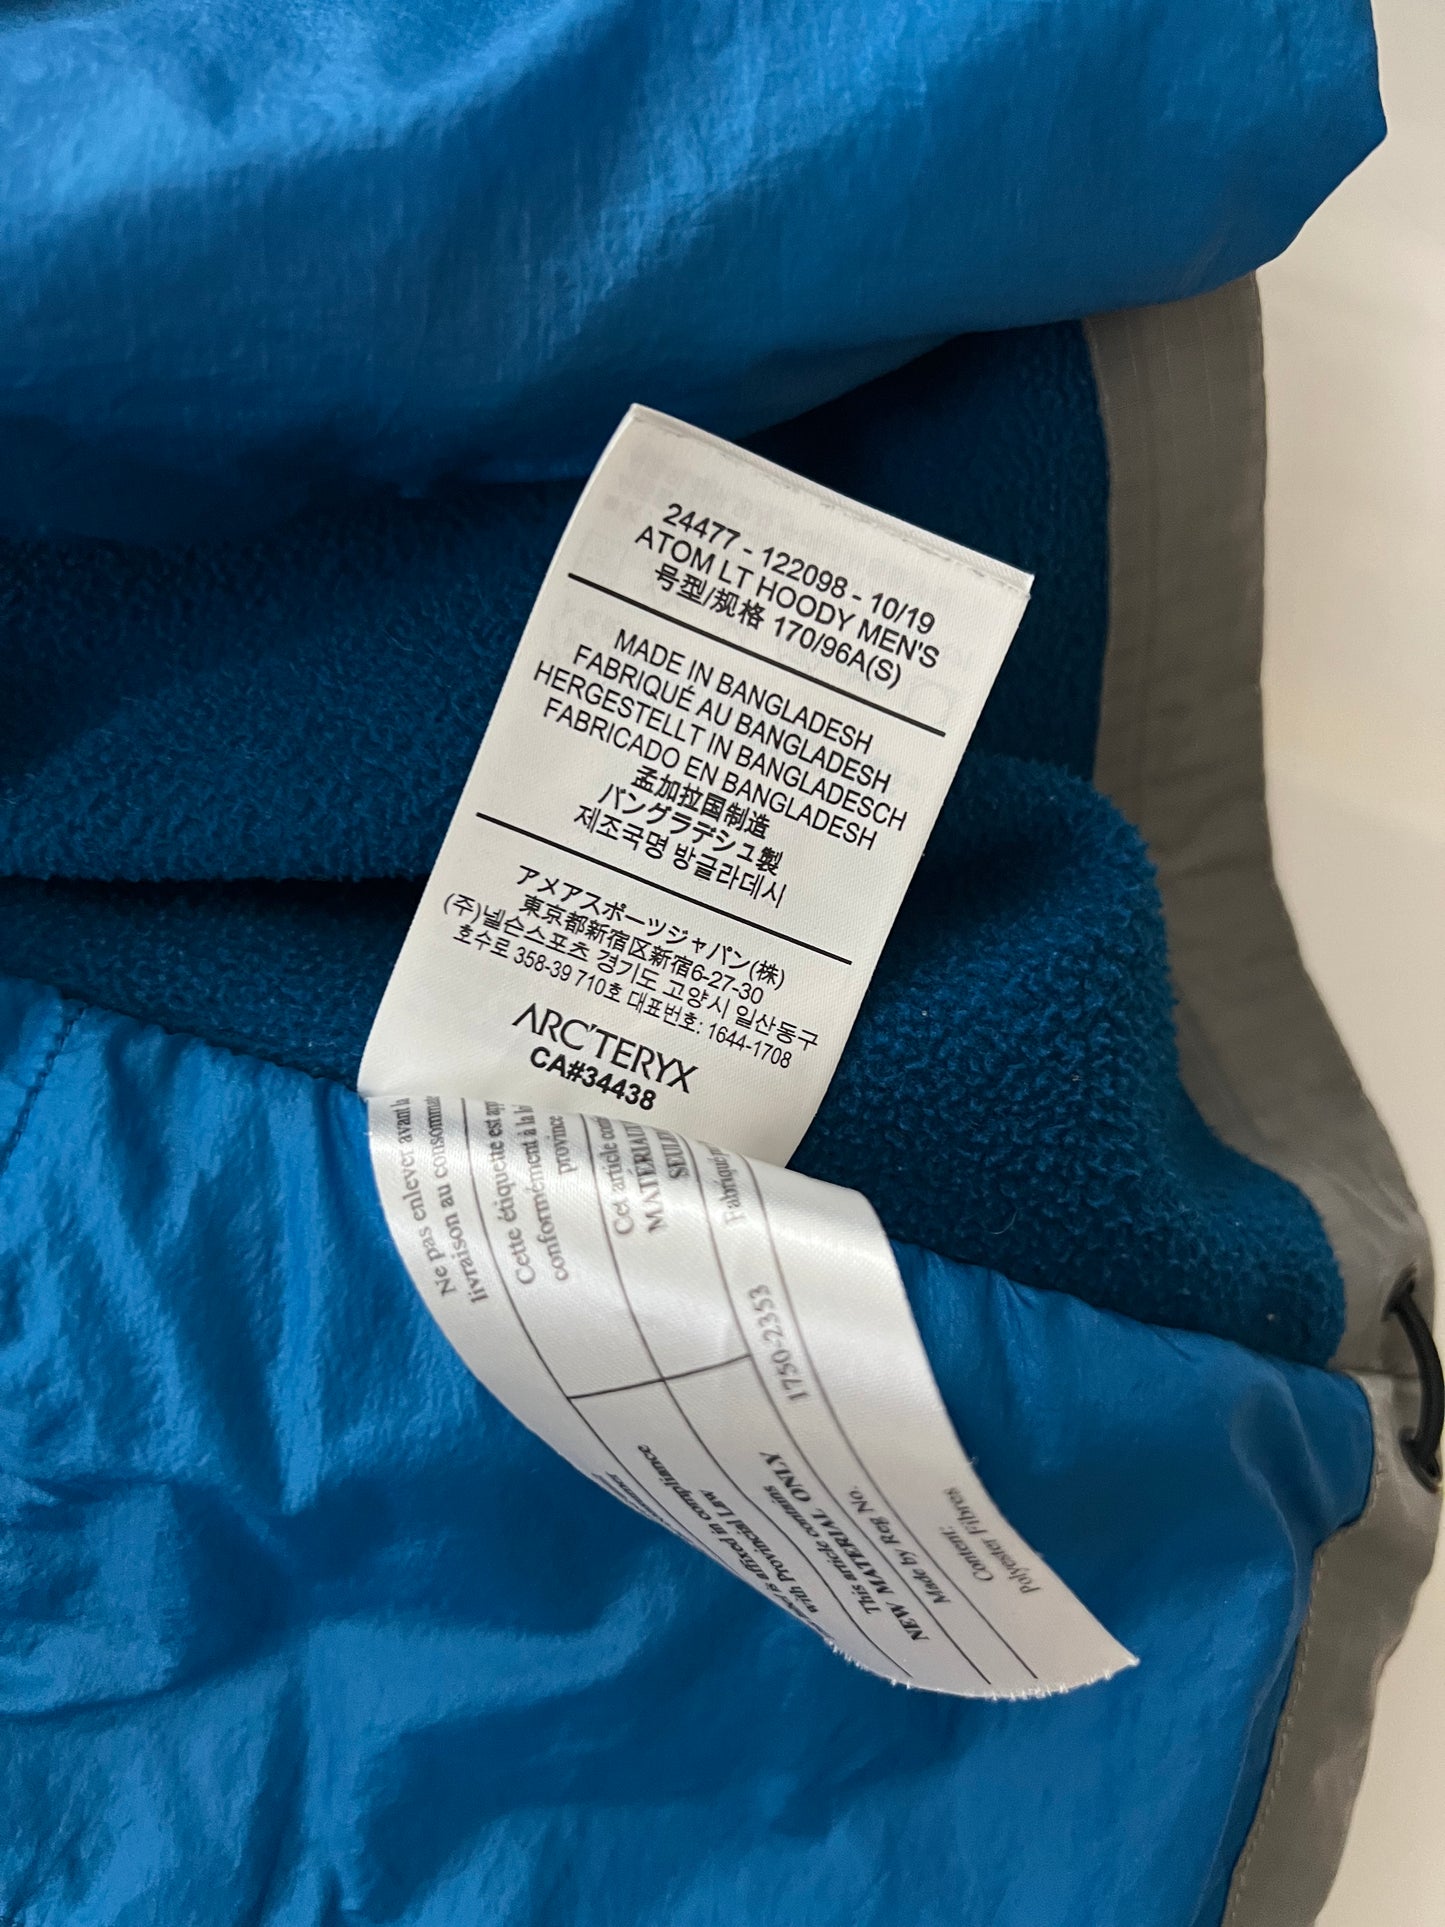 24477 - 122098 - 10/19
ATOM LT HOODY MEN'S
号型/规格 170/96A(S)
MADE IN BANGLADESH
FABRIQUÉ AU BANGLADESH
HERGESTELLT IN BANGLADESCH
FABRICADO EN BANGLADESH
孟加拉国制造
バングラデシュ製
제조국명 방글라데시
アメアスポーツジャパン(株)
東京都新宿区新宿6-27-30
(주)넬슨스포츠 경기도 고양시 일산동구
호수로 358-39 710호 대표번호: 1644-1708
ARC'TERYX
CA#34438
Ne pas enlever avant
livraison au
Cette étiquette est
conformément à la
province
Cet article
SEULE
Fabriqué
1750-2353
is affixed in compliance
with Provincial Law
This article contains
NEW MATERIAL ONLY
Made by Reg No.
Content:
Polyester Fibres